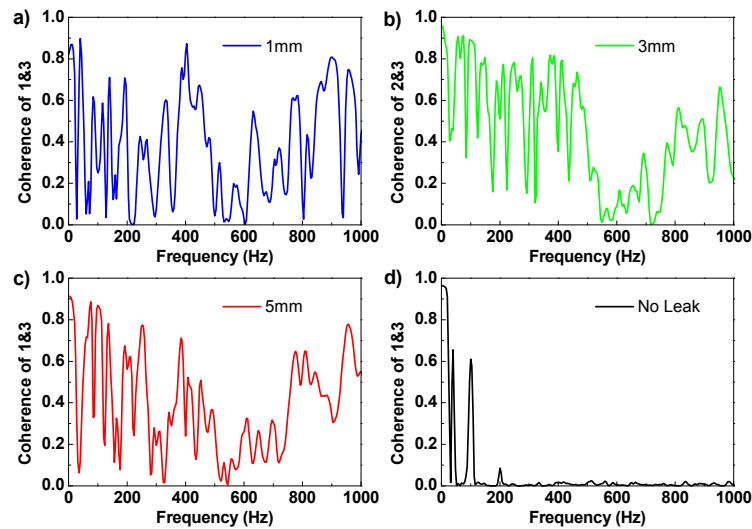 a)
1mm
Coherence of 1&3
1.0
0.8
0.6
0.4
0.2
0.0
0 200 400 600 800 1000
Frequency (Hz)
b)
3mm
Coherence of 2&3
1.0
0.8
0.6
0.4
0.2
0.0
0 200 400 600 800 1000
Frequency (Hz)
c)
5mm
Coherence of 1&3
1.0
0.8
0.6
0.4
0.2
0.0
0 200 400 600 800 1000
Frequency (Hz)
d)
No Leak
Coherence of 1&3
1.0
0.8
0.6
0.4
0.2
0.0
0 200 400 600 800 1000
Frequency (Hz)